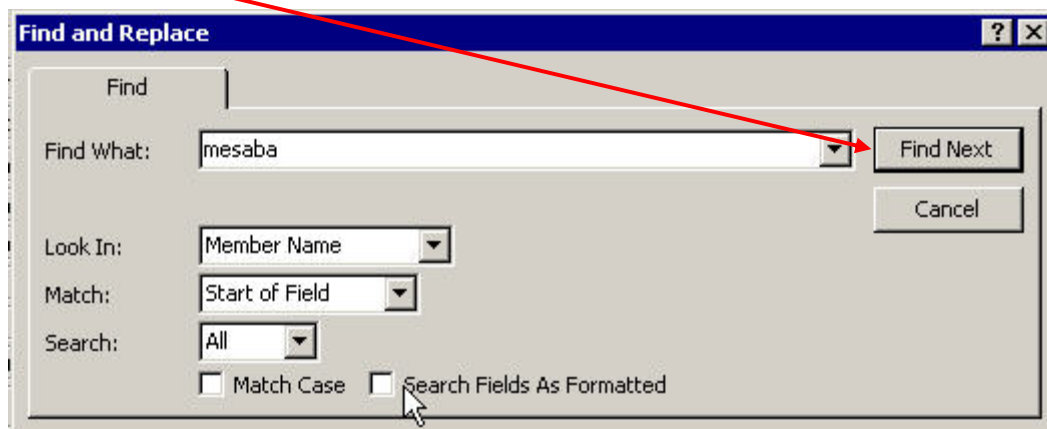 Find and Replace
Find
Find What: mesaba Find Next
Cancel
Look In: Member Name
Match: Start of Field
Search: All
Match Case Search Fields As Formatted